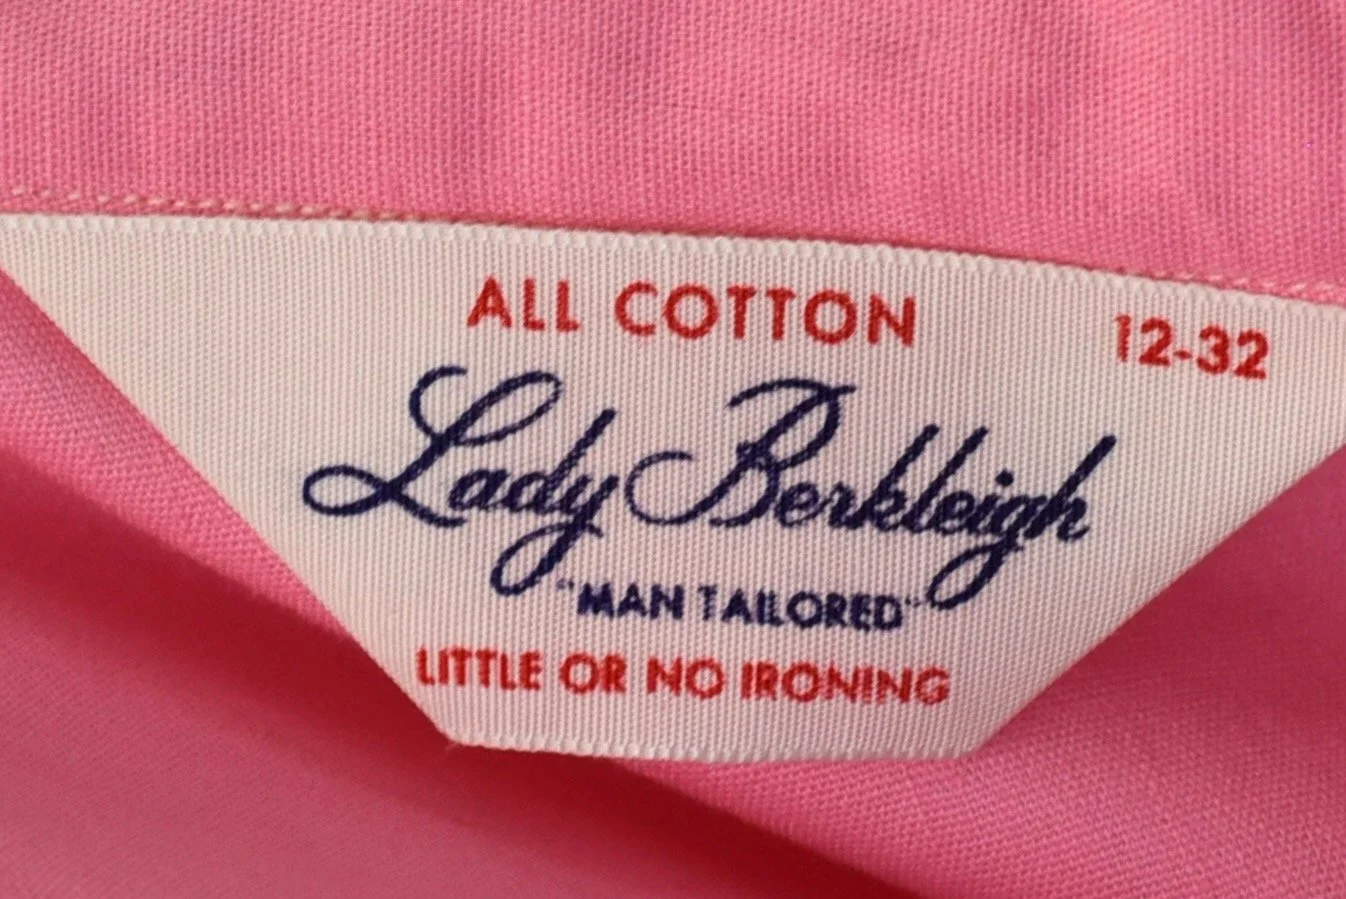 ALL COTTON
12-32
Lady Berkleigh
"MAN TAILORED"
LITTLE OR NO IRONING